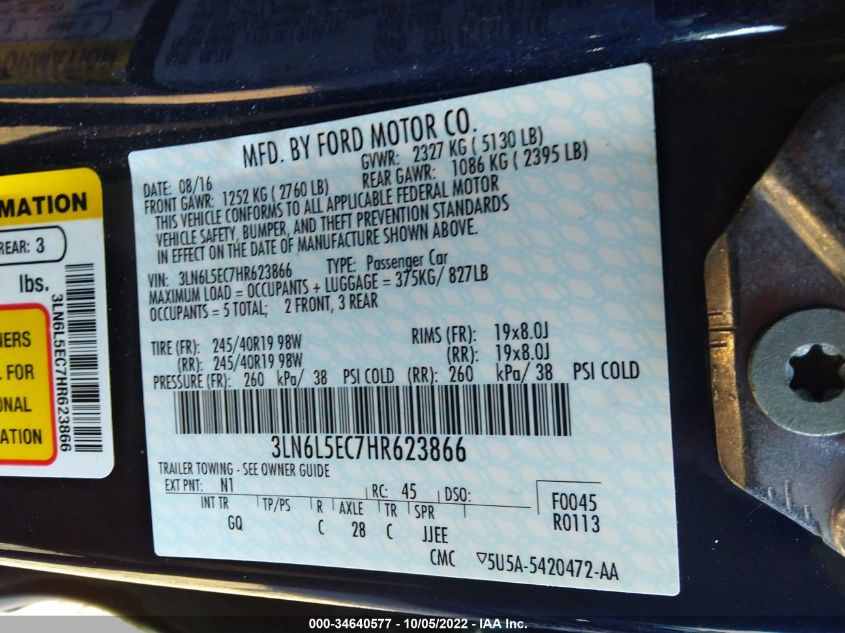 MFD. BY FORD MOTOR CO.
DATE: 08/16 GVWR: 2327 KG ( 5130 LB)
FRONT GAWR: 1252 KG ( 2760 LB) REAR GAWR: 1086 KG ( 2395 LB)
THIS VEHICLE CONFORMS TO ALL APPLICABLE FEDERAL MOTOR
VEHICLE SAFETY, BUMPER, AND THEFT PREVENTION STANDARDS
IN EFFECT ON THE DATE OF MANUFACTURE SHOWN ABOVE.
VIN: 3LN6L5EC7HR623866 TYPE: Passenger Car
MAXIMUM LOAD = OCCUPANTS + LUGGAGE = 375KG/ 827LB
OCCUPANTS = 5 TOTAL; 2 FRONT, 3 REAR
TIRE (FR): 245/40R19 98W RIMS (FR): 19x8.0J
(RR): 245/40R19 98W (RR): 19x8.0J
PRESSURE (FR): 260 kPa/ 38 PSI COLD (RR): 260 kPa/ 38 PSI COLD
3LN6L5EC7HR623866
TRAILER TOWING - SEE OWNER GUIDE
EXT PNT: N1 RC: 45 DSO: F0045
INT TR TP/PS R AXLE TR SPR R0113
GQ C 28 C JJEE
CMC ▽5U5A-5420472-AA
RMATION
REAR: 3
lbs.
3LN6L5EC7HR623866
NERS
L FOR
ONAL
ATION
000-34640577 - 10/05/2022 - IAA Inc.